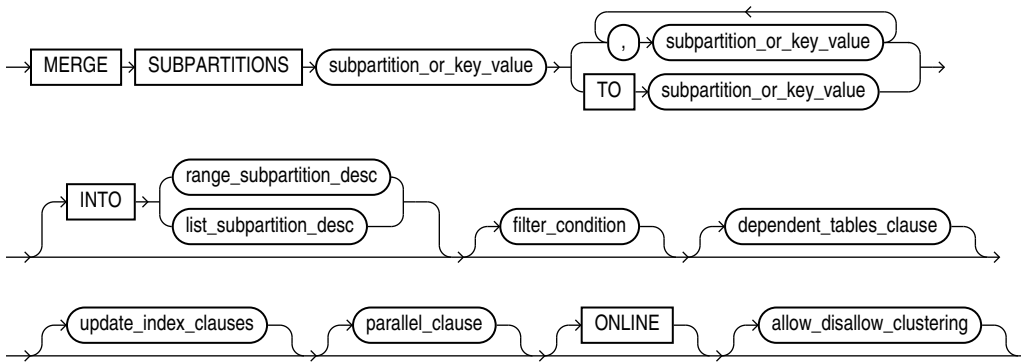 , subpartition_or_key_value
MERGE SUBPARTITIONS subpartition_or_key_value
TO subpartition_or_key_value
range_subpartition_desc
INTO
list_subpartition_desc
filter_condition dependent_tables_clause
update_index_clauses parallel_clause ONLINE allow_disallow_clustering